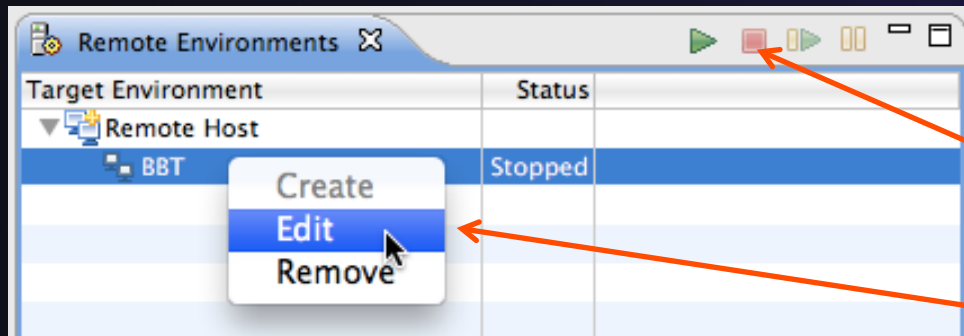 Remote Environments
Target Environment Status
Remote Host
BBT Stopped
Create
Edit
Remove